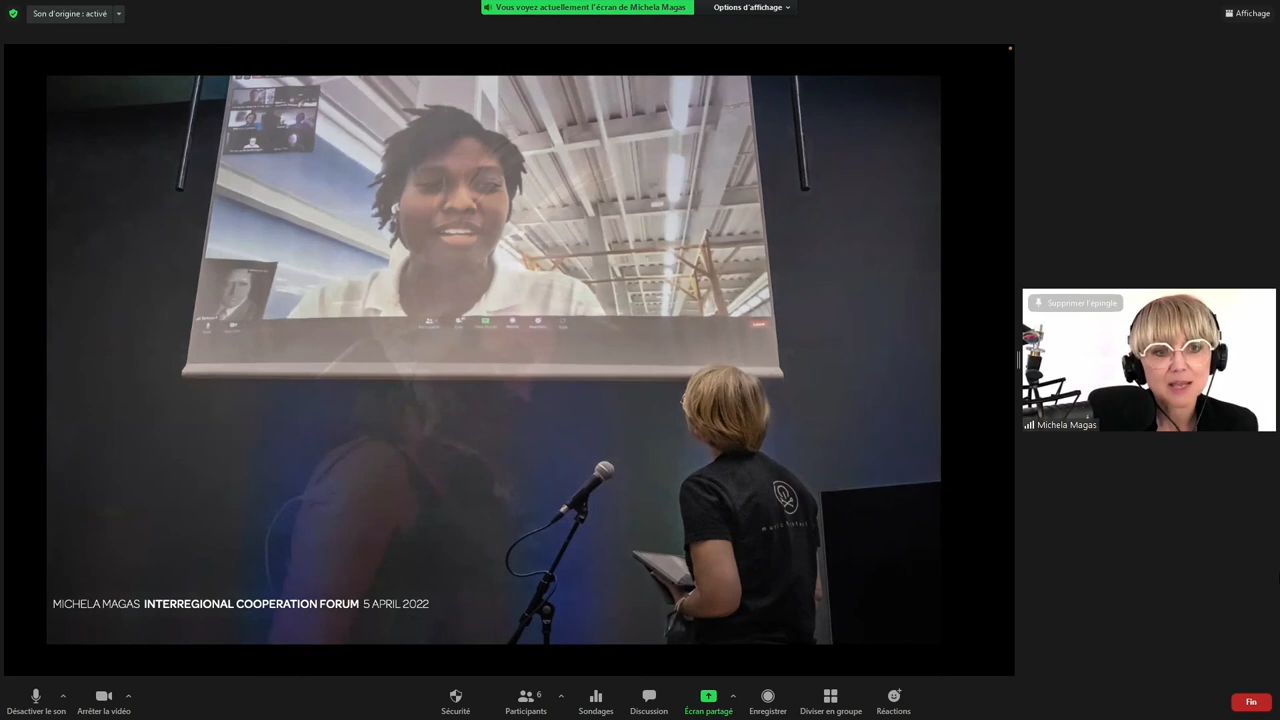 Son d'origine : activé
Vous voyez actuellement l'écran de Michela Magas
Options d'affichage
Affichage
Supprimer l'épingle
Michela Magas
MICHELA MAGAS INTERREGIONAL COOPERATION FORUM 5 APRIL 2022
Désactiver le son
Arrêter la vidéo
Sécurité
6
Participants
Sondages
Discussion
Écran partagé
Enregistrer
Diviser en groupe
Réactions
Fin